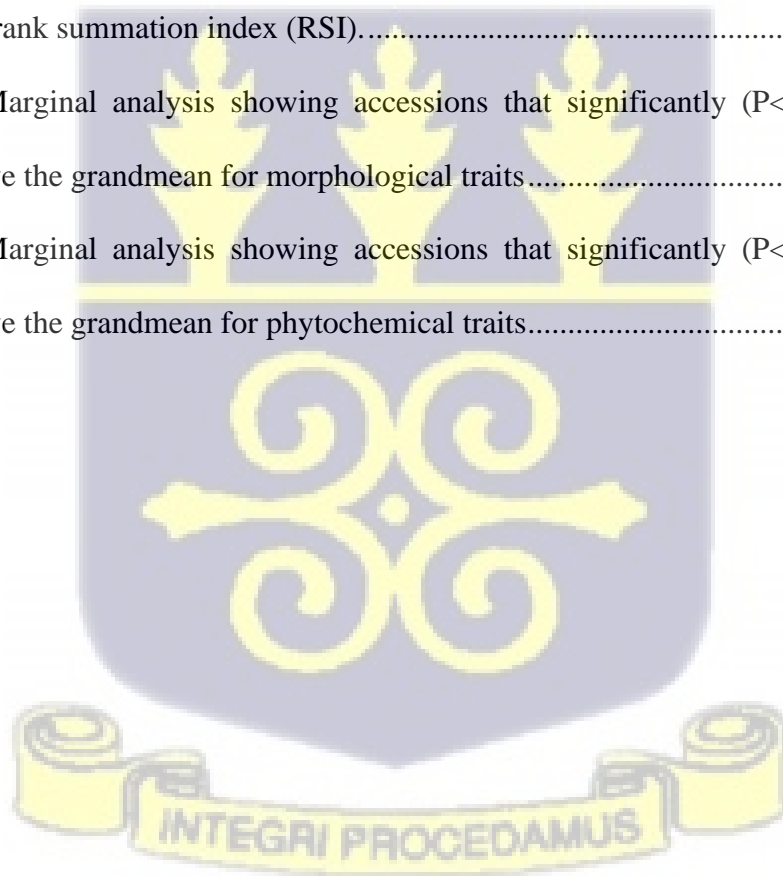 rank summation index (RSI)...................................................
Marginal analysis showing accessions that significantly (P<
the grandmean for morphological traits...............................
Marginal analysis showing accessions that significantly (P<
the grandmean for phytochemical traits...............................
INTEGRI PROCEDAMUS